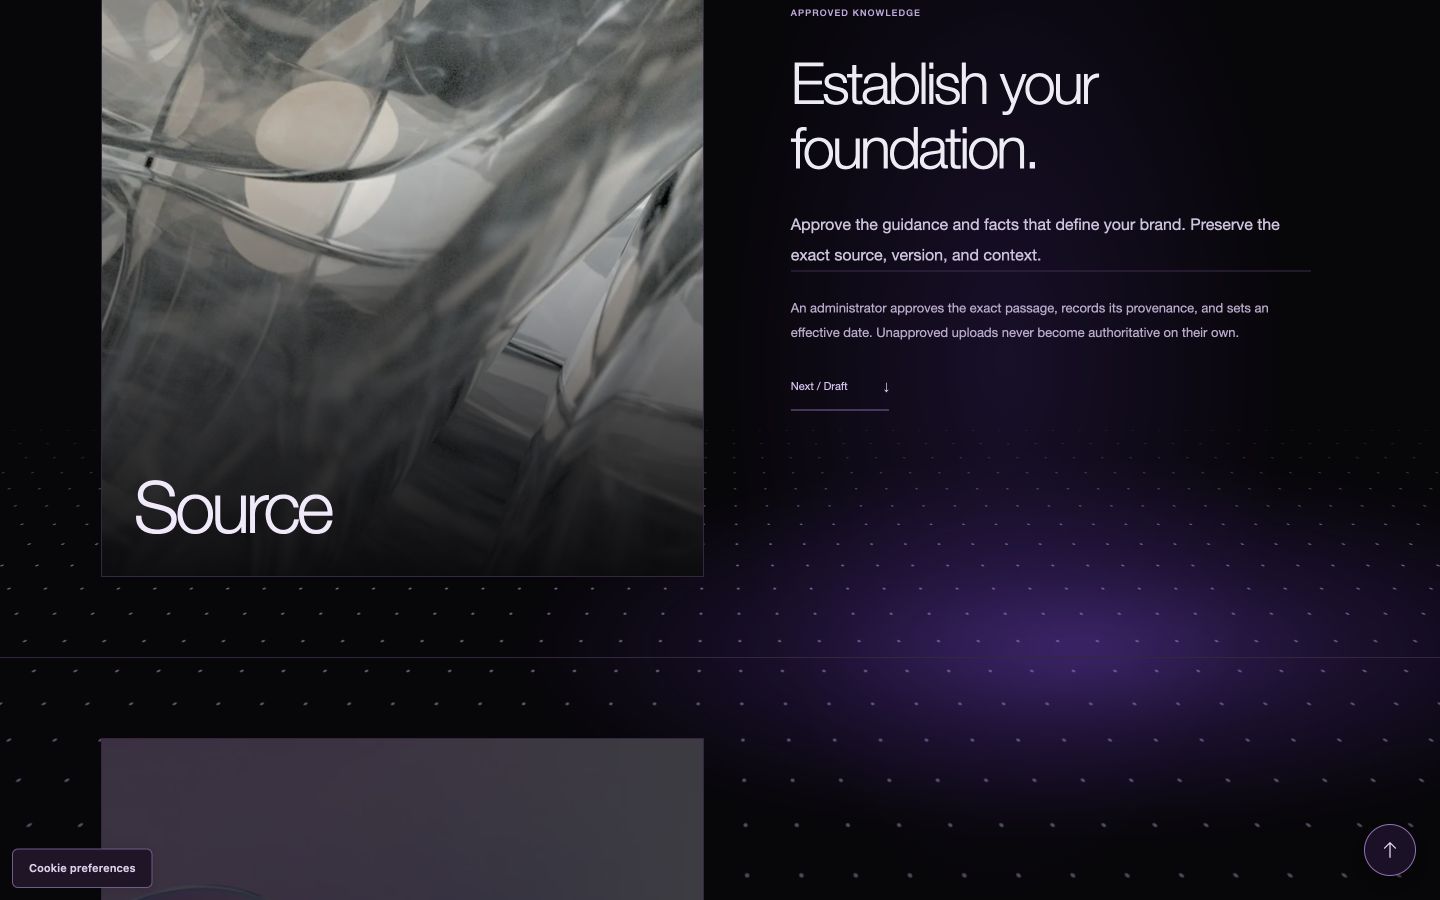 APPROVED KNOWLEDGE
Establish your
foundation.
Approve the guidance and facts that define your brand. Preserve the
exact source, version, and context.
An administrator approves the exact passage, records its provenance, and sets an
effective date. Unapproved uploads never become authoritative on their own.
Next / Draft ↓
Source
Cookie preferences